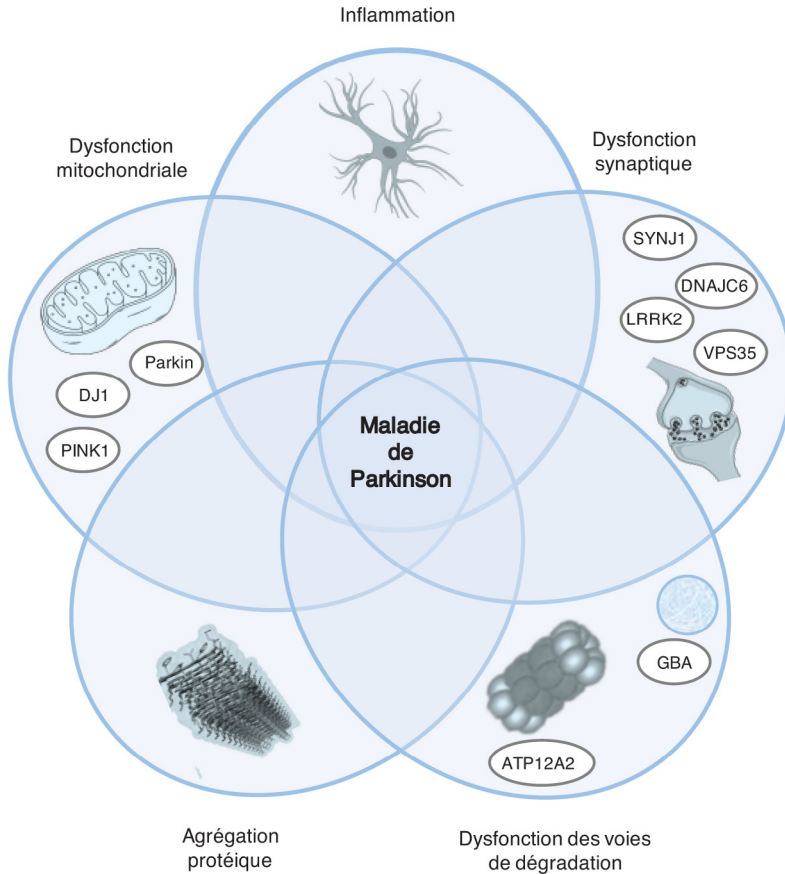 Inflammation
Dysfonction
mitochondriale
Dysfonction
synaptique
SYNJ1
DNAJC6
LRRK2
VPS35
Parkin
DJ1
PINK1
Maladie
de
Parkinson
GBA
ATP12A2
Agrégation
protéique
Dysfonction des voies
de dégradation